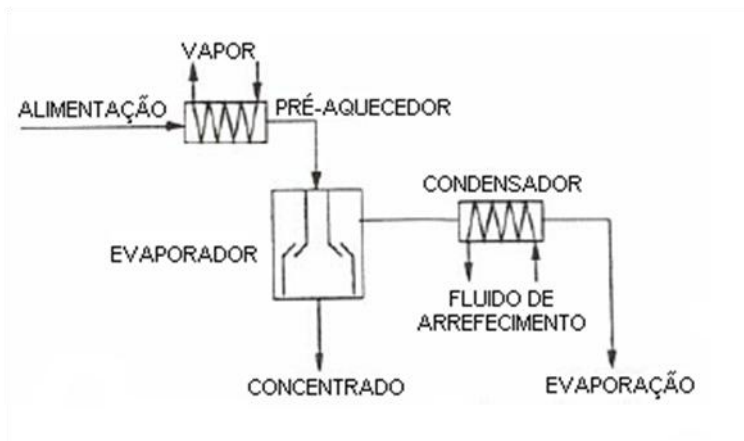 VAPOR
ALIMENTAÇÃO
PRÉ-AQUECEDOR
CONDENSADOR
EVAPORADOR
FLUIDO DE
ARREFECIMENTO
CONCENTRADO
EVAPORAÇÃO